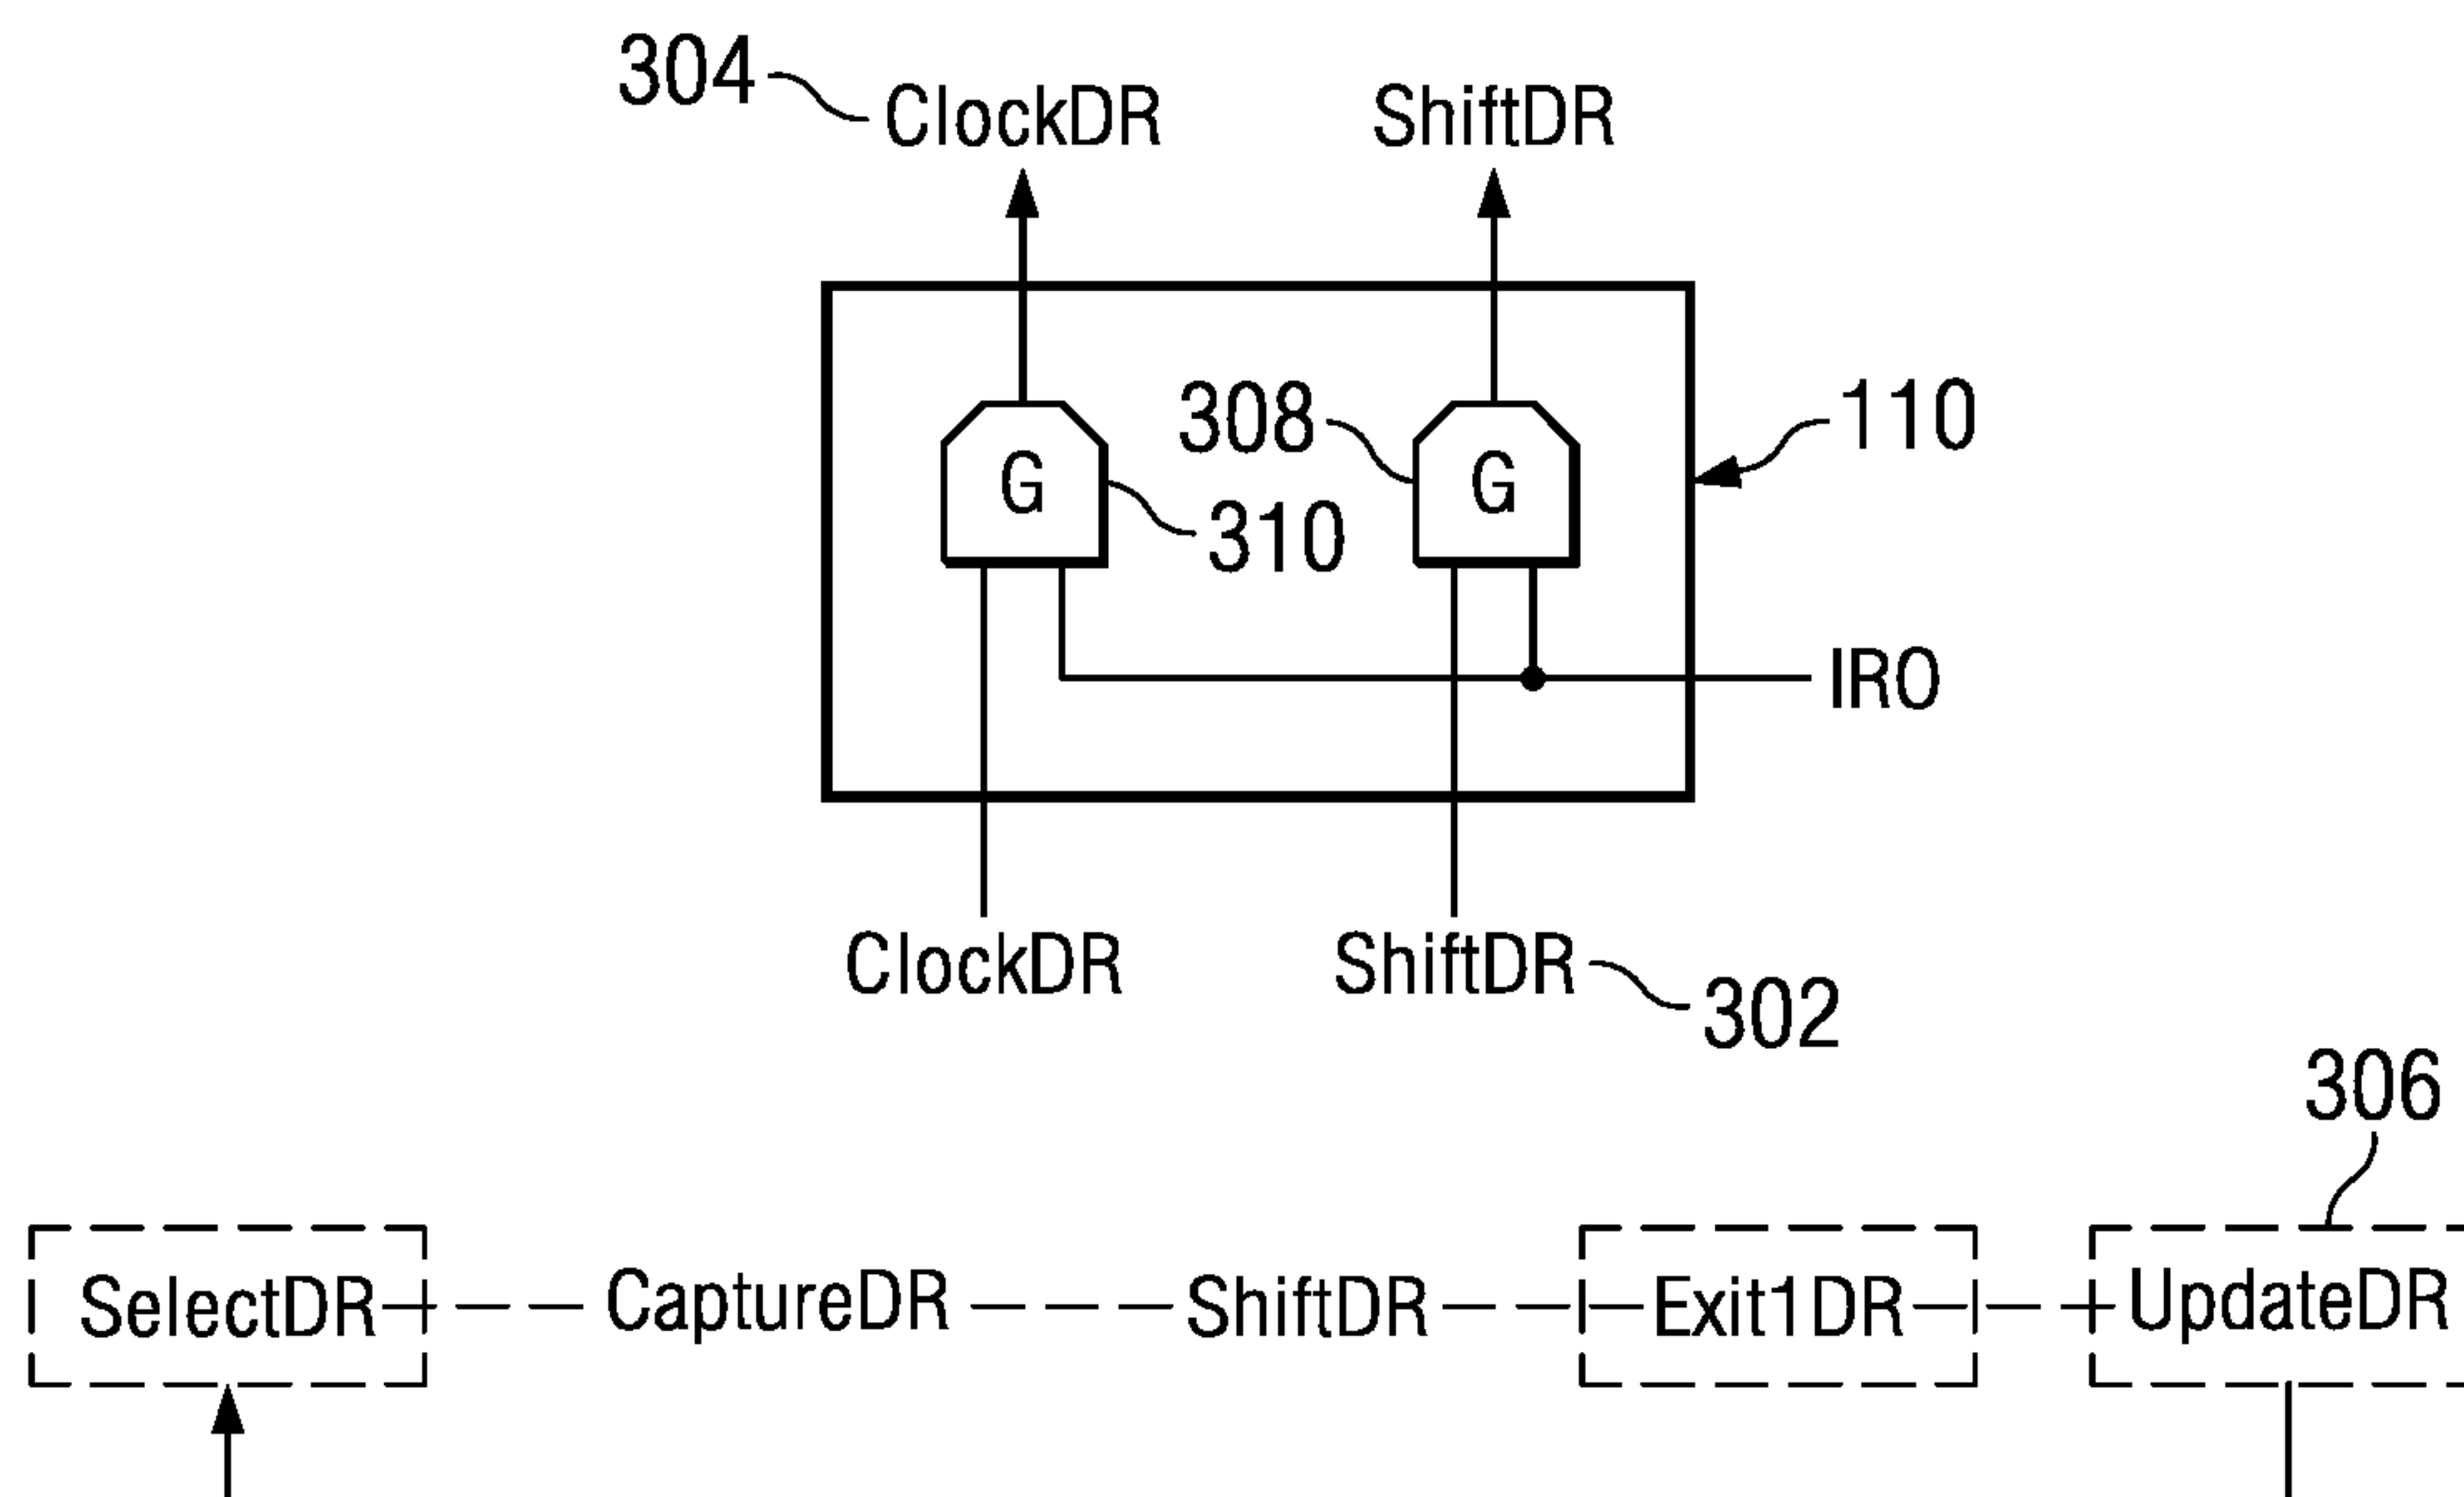 304
ClockDR
ShiftDR
308
110
G
G
310
IRO
ClockDR
ShiftDR
302
306
SelectDR
CaptureDR
ShiftDR
Exit1DR
UpdateDR